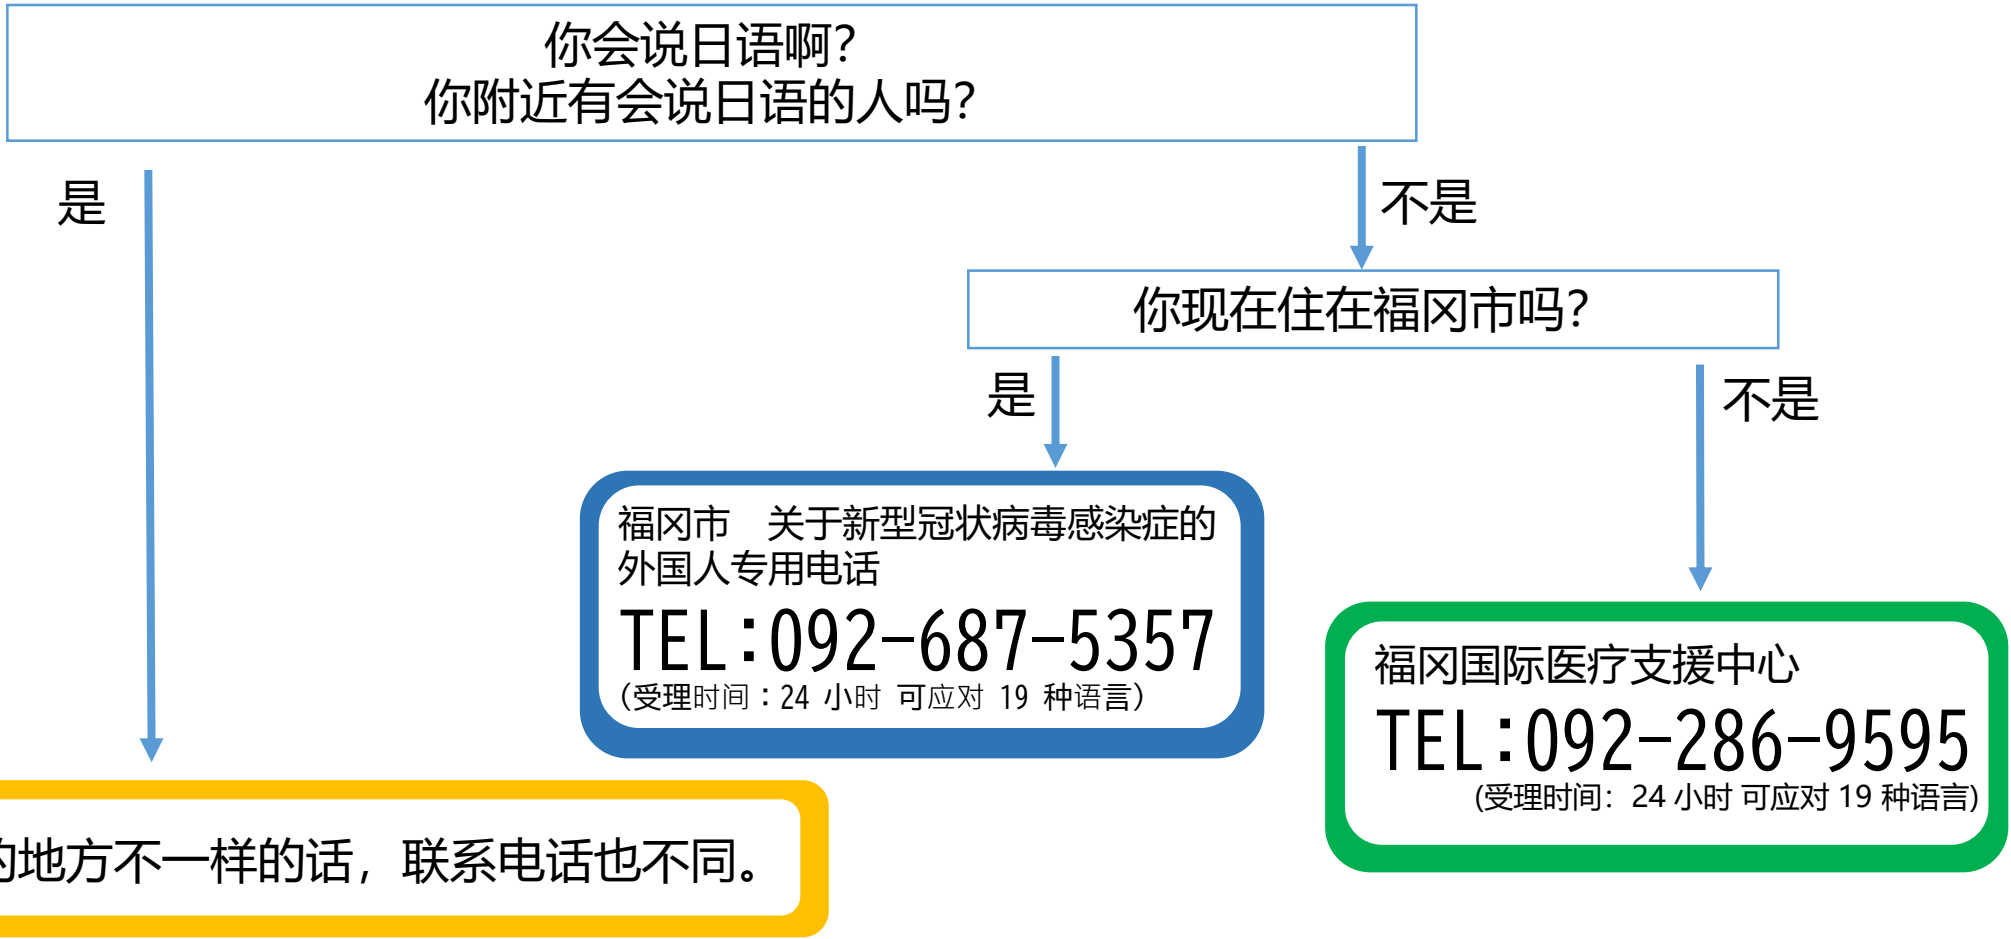 你会说日语啊？
你附近有会说日语的人吗？
是
不是
你现在住在福冈市吗？
是
不是
福冈市　关于新型冠状病毒感染症的
外国人专用电话
TEL：092-687-5357
（受理时间：24 小时 可应对 19 种语言）
福冈国际医疗支援中心
TEL：092-286-9595
(受理时间：24 小时 可应对 19 种语言)
的地方不一样的话，联系电话也不同。